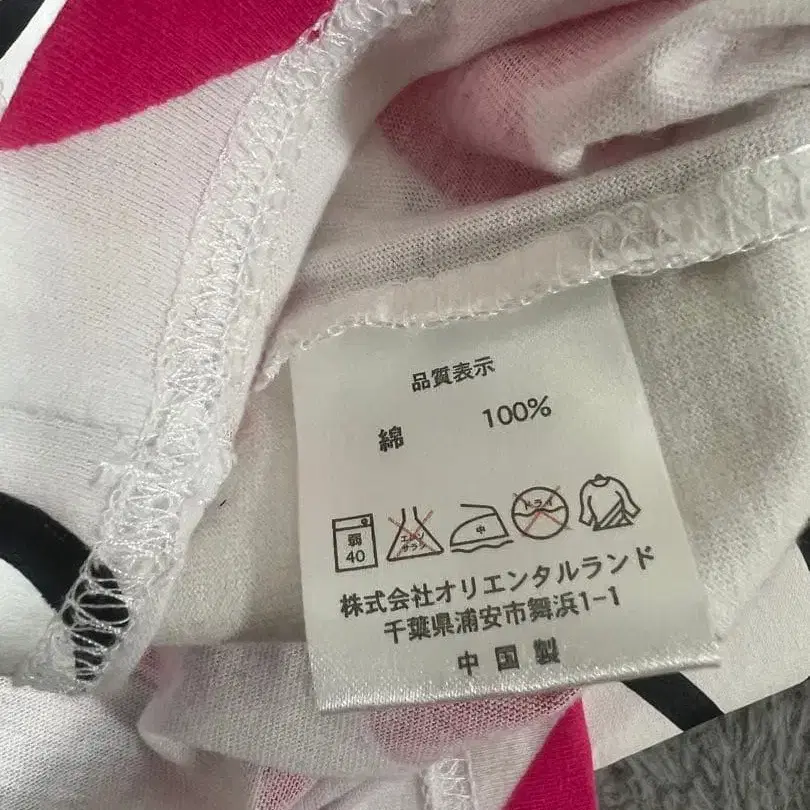 品質表示
綿 100%
弱
40
エンソ
サラシ
中
ドライ
株式会社オリエンタルランド
千葉県浦安市舞浜1-1
中国製